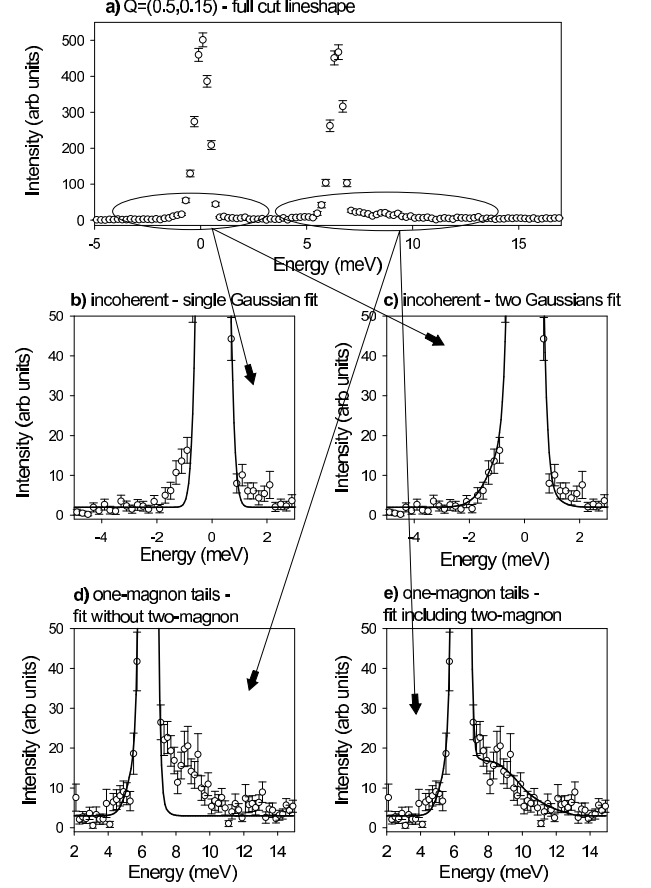 a) Q=(0.5,0.15) - full cut lineshape
Intensity (arb units)
500
400
300
200
100
0
-5 0 5 10 15
Energy (meV)
b) incoherent - single Gaussian fit
Intensity (arb units)
50
40
30
20
10
0
-4 -2 0 2
Energy (meV)
c) incoherent - two Gaussians fit
Intensity (arb units)
50
40
30
20
10
0
-4 -2 0 2
Energy (meV)
d) one-magnon tails -
fit without two-magnon
Intensity (arb units)
50
40
30
20
10
0
2 4 6 8 10 12 14
Energy (meV)
e) one-magnon tails -
fit including two-magnon
Intensity (arb units)
50
40
30
20
10
0
2 4 6 8 10 12 14
Energy (meV)